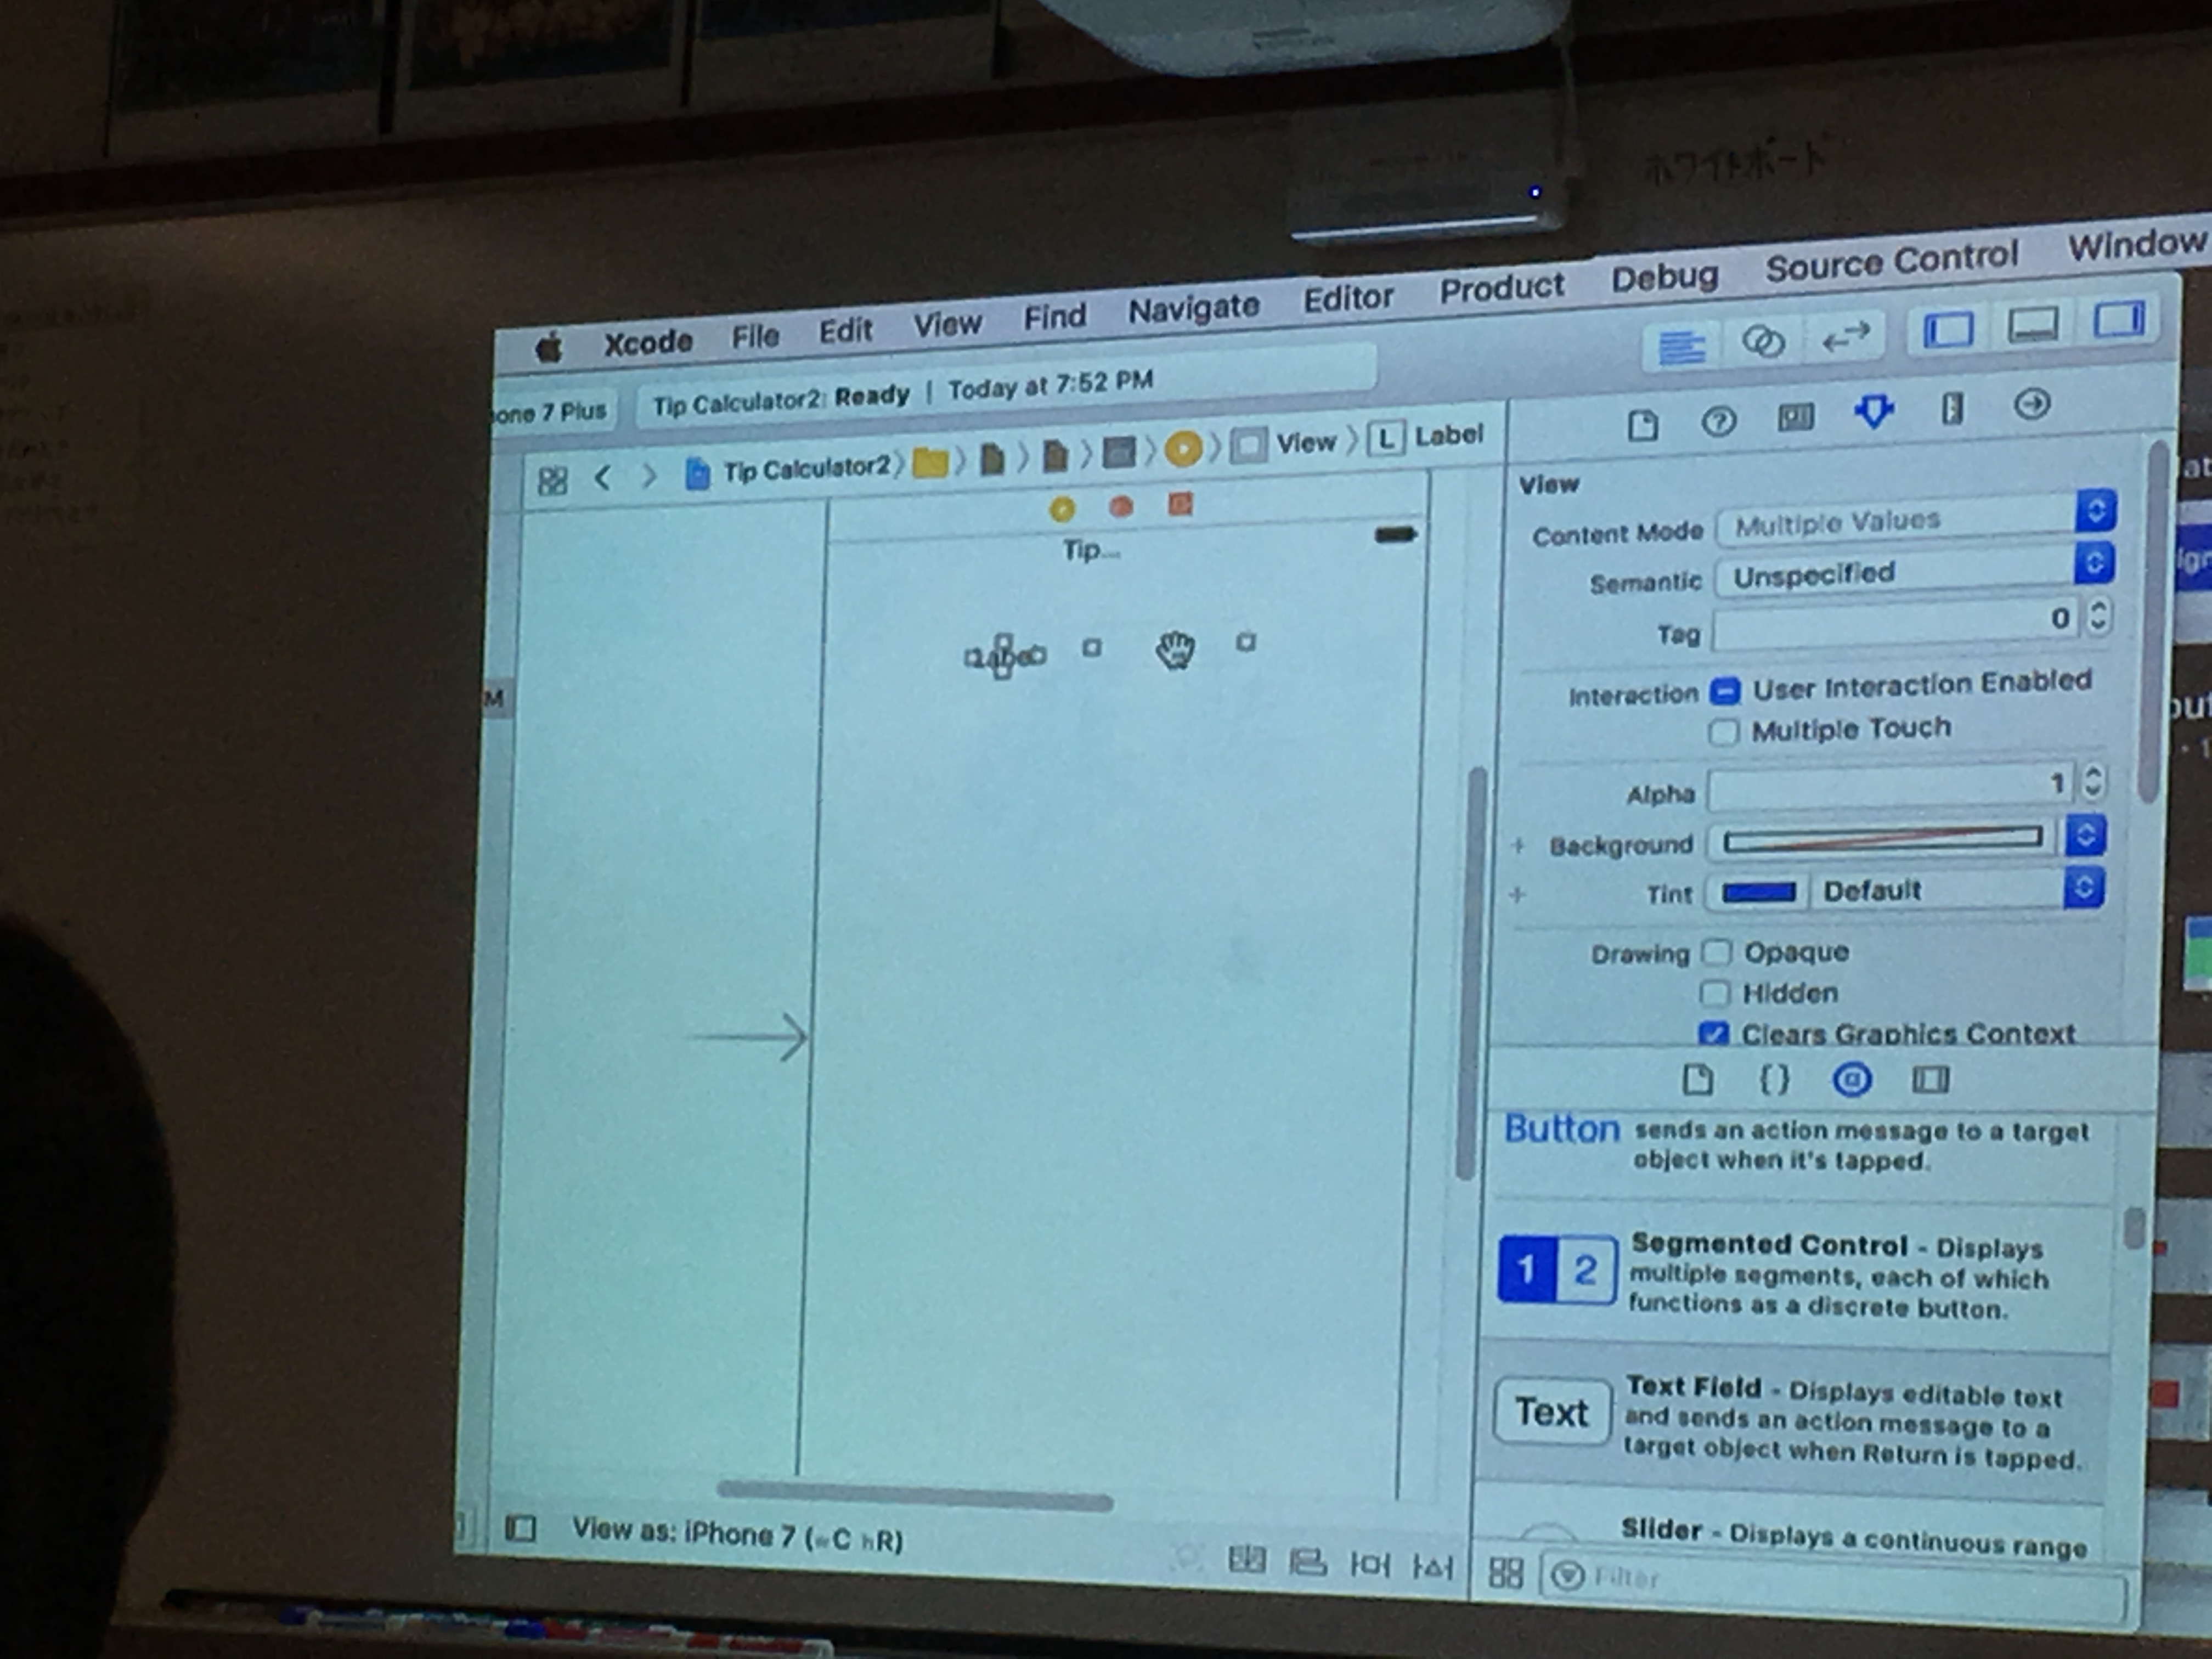 ホワイトボード
Xcode File Edit View Find Navigate Editor Product Debug Source Control Window
one 7 Plus Tip Calculator2: Ready | Today at 7:52 PM
Tip Calculator2 View L Label
Tip...
Label
M
View
Content Mode Multiple Values
Semantic Unspecified
Tag 0
Interaction User Interaction Enabled
Multiple Touch
Alpha 1
+ Background
+ Tint Default
Drawing Opaque
Hidden
Clears Graphics Context
{ }
Button sends an action message to a target
object when it's tapped.
1 2 Segmented Control - Displays
multiple segments, each of which
functions as a discrete button.
Text Text Field - Displays editable text
and sends an action message to a
target object when Return is tapped.
Slider - Displays a continuous range
View as: iPhone 7 (wC hR)
Filter